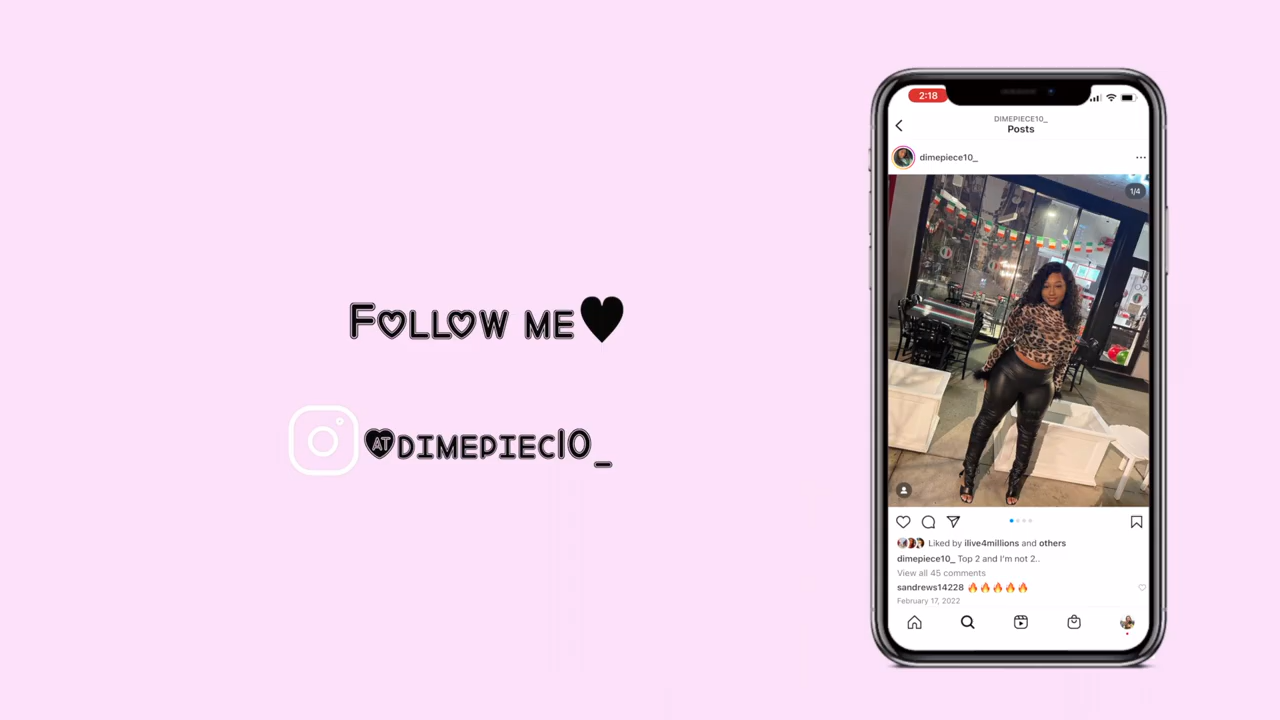 Follow me♥
AT dimepiec10_
2:18
DIMEPIECE10_
Posts
dimepiece10_
1/4
Liked by ilive4millions and others
dimepiece10_ Top 2 and I'm not 2..
View all 45 comments
sandrews14228 🔥🔥🔥🔥🔥
February 17, 2022